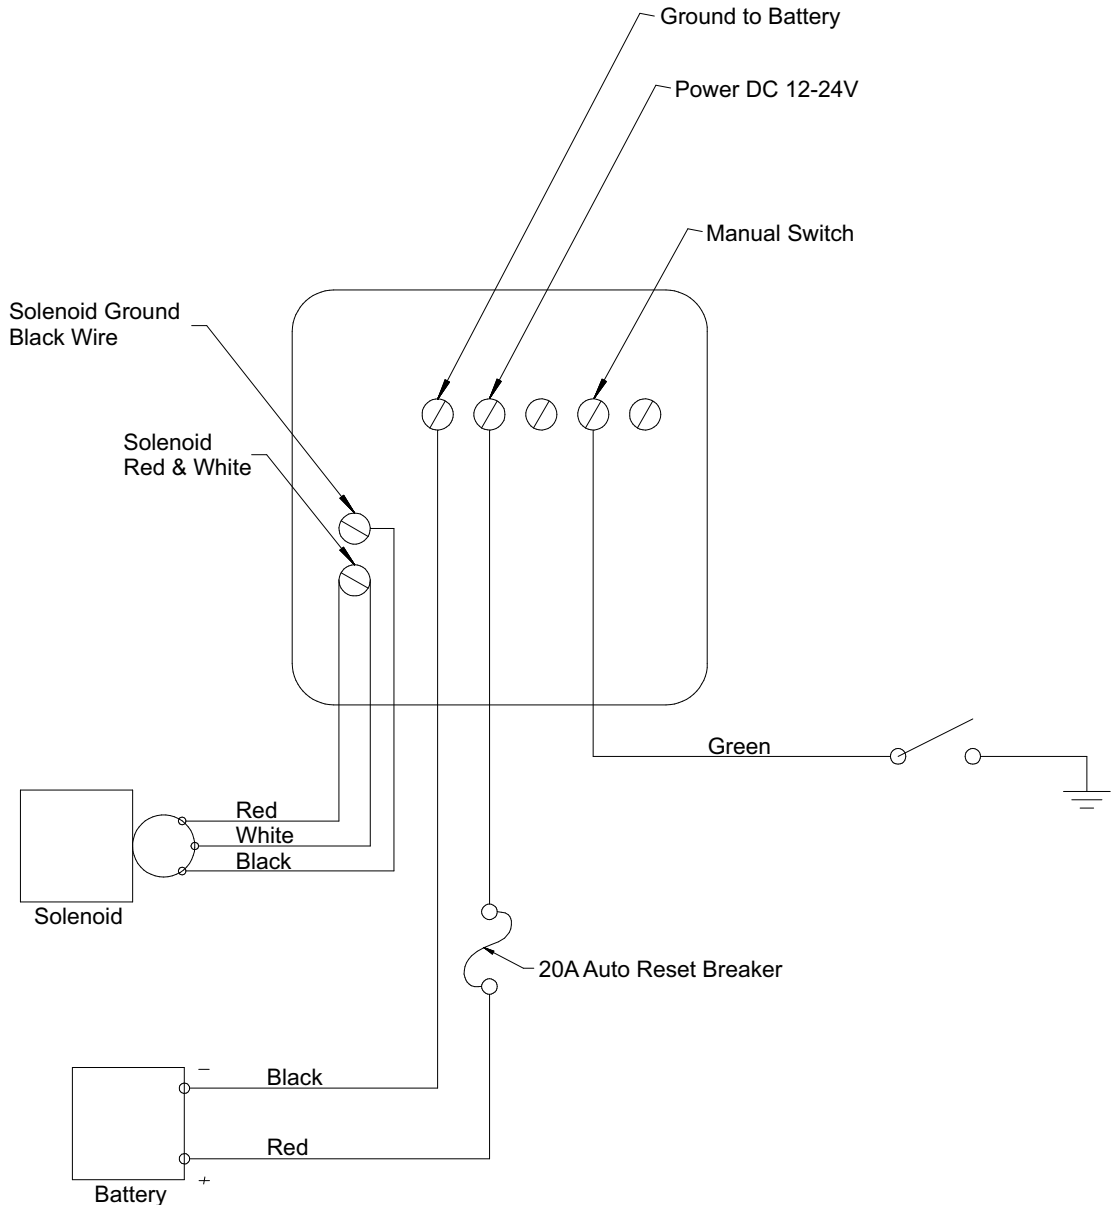 Ground to Battery
Power DC 12-24V
Manual Switch
Solenoid Ground
Black Wire
Solenoid
Red & White
Green
Red
White
Black
Solenoid
20A Auto Reset Breaker
–
Black
Red
+
Battery